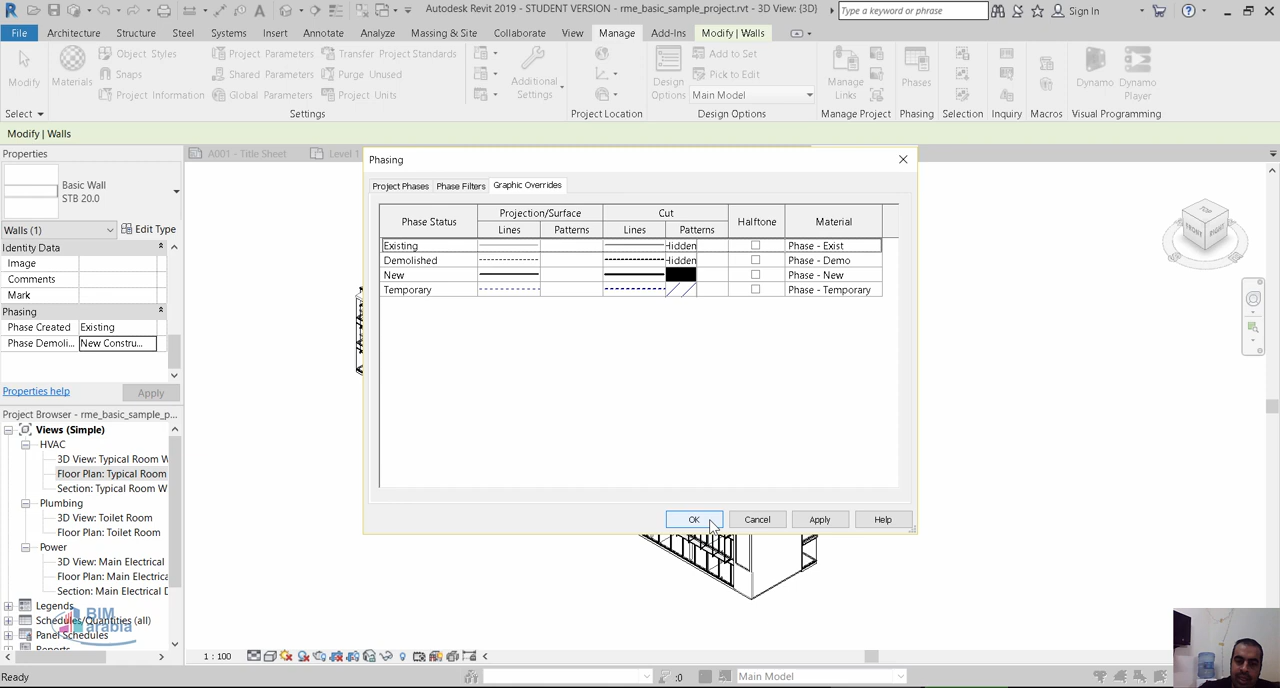 Autodesk Revit 2019 - STUDENT VERSION - rme_basic_sample_project.rvt - 3D View: {3D}
Type a keyword or phrase
Sign In
File Architecture Structure Steel Systems Insert Annotate Analyze Massing & Site Collaborate View Manage Add-Ins Modify | Walls
Object Styles Project Parameters Transfer Project Standards Add to Set
Snaps Shared Parameters Purge Unused Pick to Edit
Project Information Global Parameters Project Units Main Model
Modify Materials Additional Settings Design Options Manage Links Phases Dynamo Dynamo Player
Select Settings Project Location Design Options Manage Project Phasing Selection Inquiry Macros Visual Programming
Modify | Walls
Properties
A001 - Title Sheet Level 1
Basic Wall
STB 20.0
Walls (1) Edit Type
Identity Data
Image
Comments
Mark
Phasing
Phase Created Existing
Phase Demoli... New Constru...
Properties help Apply
Project Browser - rme_basic_sample_p...
Views (Simple)
HVAC
3D View: Typical Room W
Floor Plan: Typical Room
Section: Typical Room W
Plumbing
3D View: Toilet Room
Floor Plan: Toilet Room
Power
3D View: Main Electrical
Floor Plan: Main Electrica
Section: Main Electrical D
Legends
Schedules/Quantities (all)
Panel Schedules
BIM
arabia
Phasing
Project Phases Phase Filters Graphic Overrides
Phase Status Projection/Surface Cut Halftone Material
Lines Patterns Lines Patterns
Existing Hidden Phase - Exist
Demolished Hidden Phase - Demo
New Phase - New
Temporary Phase - Temporary
OK Cancel Apply Help
TOP
FRONT
RIGHT
1 : 100
Ready
:0
Main Model